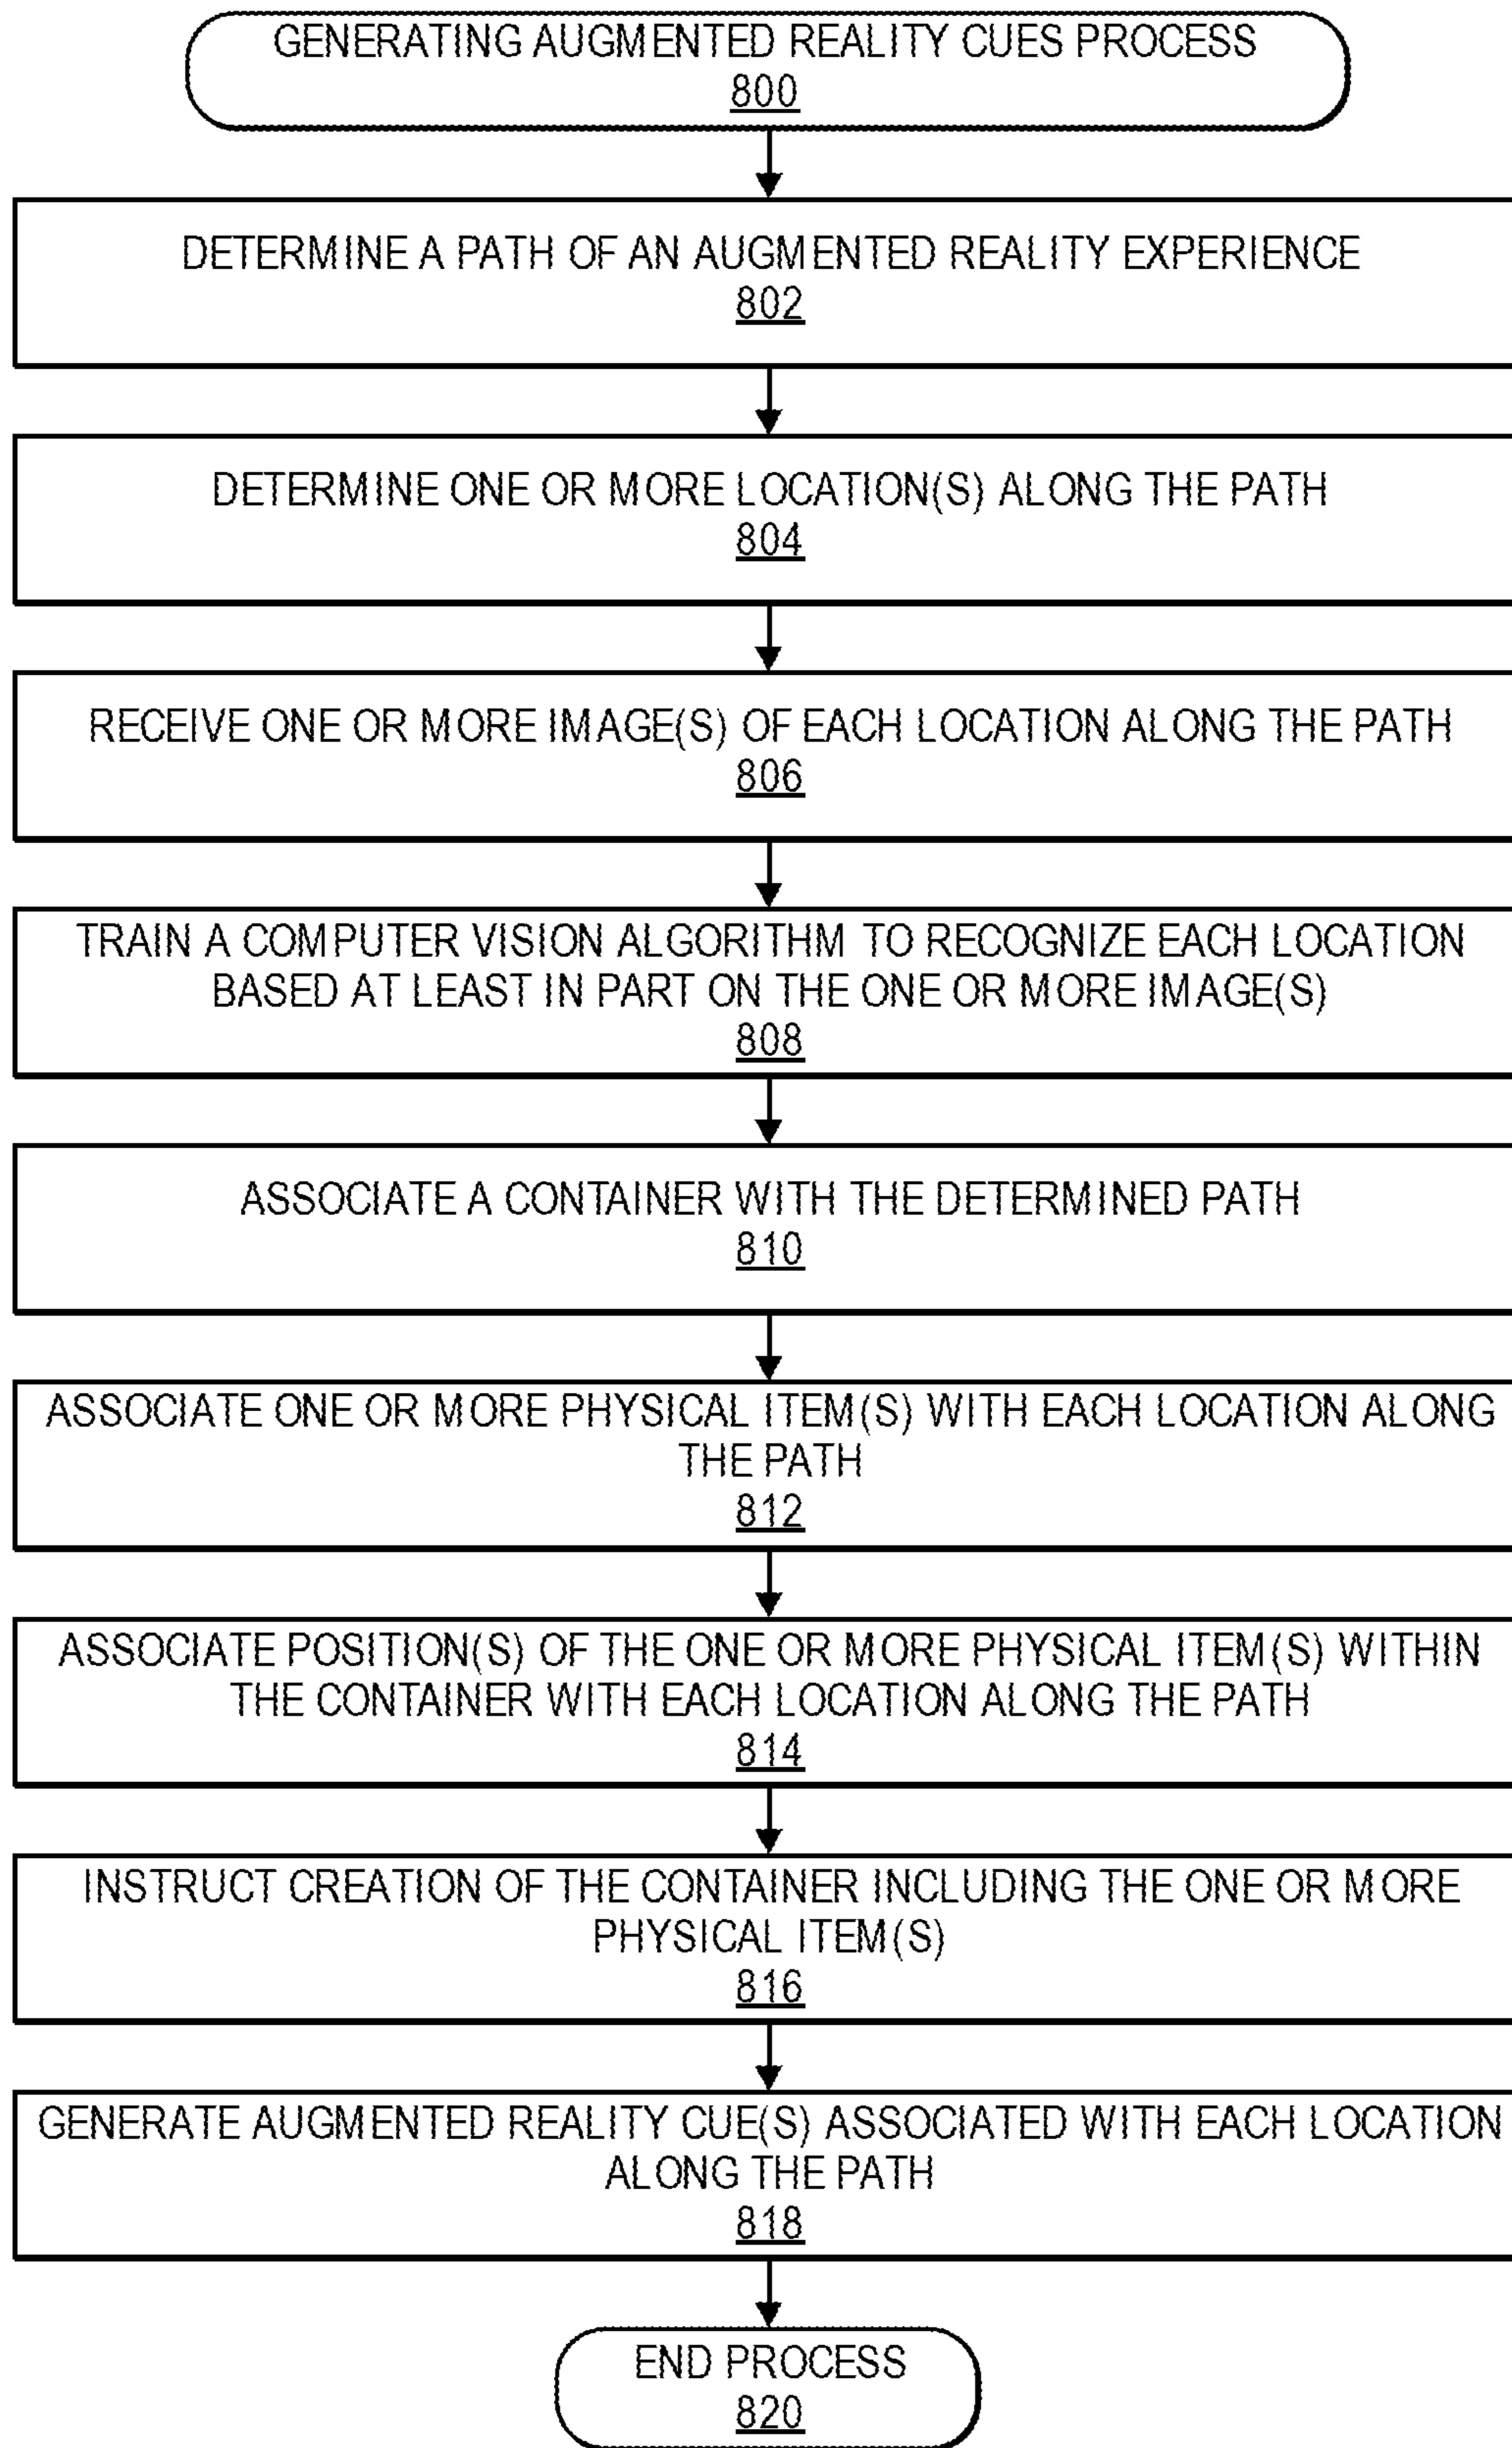 GENERATING AUGMENTED REALITY CUES PROCESS
800
DETERMINE A PATH OF AN AUGMENTED REALITY EXPERIENCE
802
DETERMINE ONE OR MORE LOCATION(S) ALONG THE PATH
804
RECEIVE ONE OR MORE IMAGE(S) OF EACH LOCATION ALONG THE PATH
806
TRAIN A COMPUTER VISION ALGORITHM TO RECOGNIZE EACH LOCATION
BASED AT LEAST IN PART ON THE ONE OR MORE IMAGE(S)
808
ASSOCIATE A CONTAINER WITH THE DETERMINED PATH
810
ASSOCIATE ONE OR MORE PHYSICAL ITEM(S) WITH EACH LOCATION ALONG
THE PATH
812
ASSOCIATE POSITION(S) OF THE ONE OR MORE PHYSICAL ITEM(S) WITHIN
THE CONTAINER WITH EACH LOCATION ALONG THE PATH
814
INSTRUCT CREATION OF THE CONTAINER INCLUDING THE ONE OR MORE
PHYSICAL ITEM(S)
816
GENERATE AUGMENTED REALITY CUE(S) ASSOCIATED WITH EACH LOCATION
ALONG THE PATH
818
END PROCESS
820